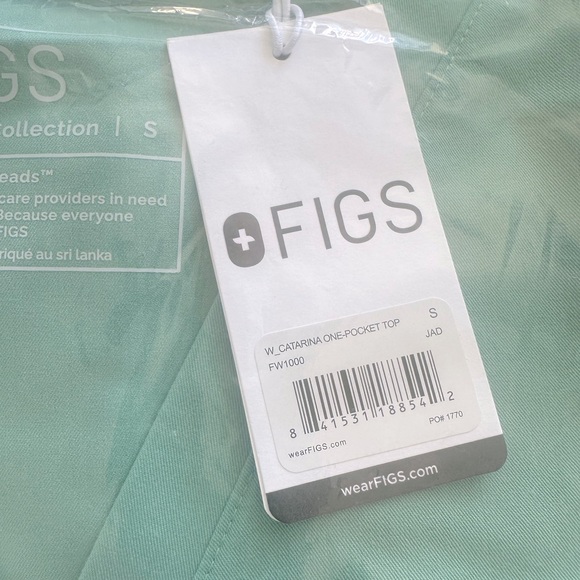 GS
Collection | S
eads™
care providers in need
Because everyone
FIGS
riqué au sri lanka
FIGS
W_CATARINA ONE-POCKET TOP S
FW1000 JAD
8 41531 18854 2
wearFIGS.com PO# 1770
wearFIGS.com